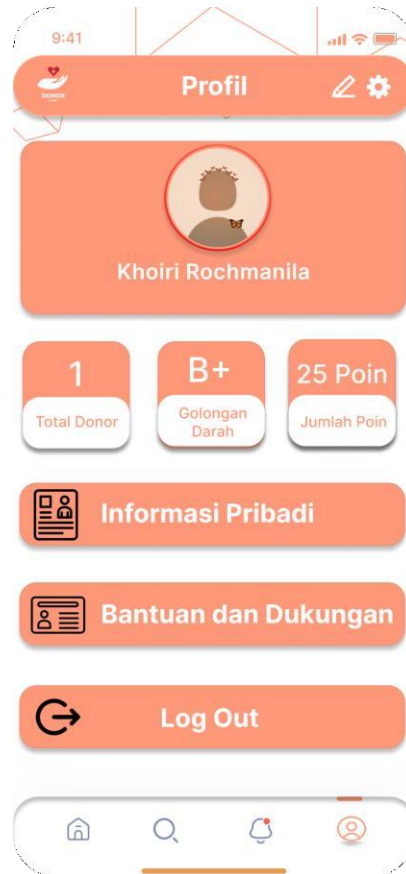 9:41
DONOR
Profil
Khoiri Rochmanila
1
Total Donor
B+
Golongan
Darah
25 Poin
Jumlah Poin
Informasi Pribadi
Bantuan dan Dukungan
Log Out